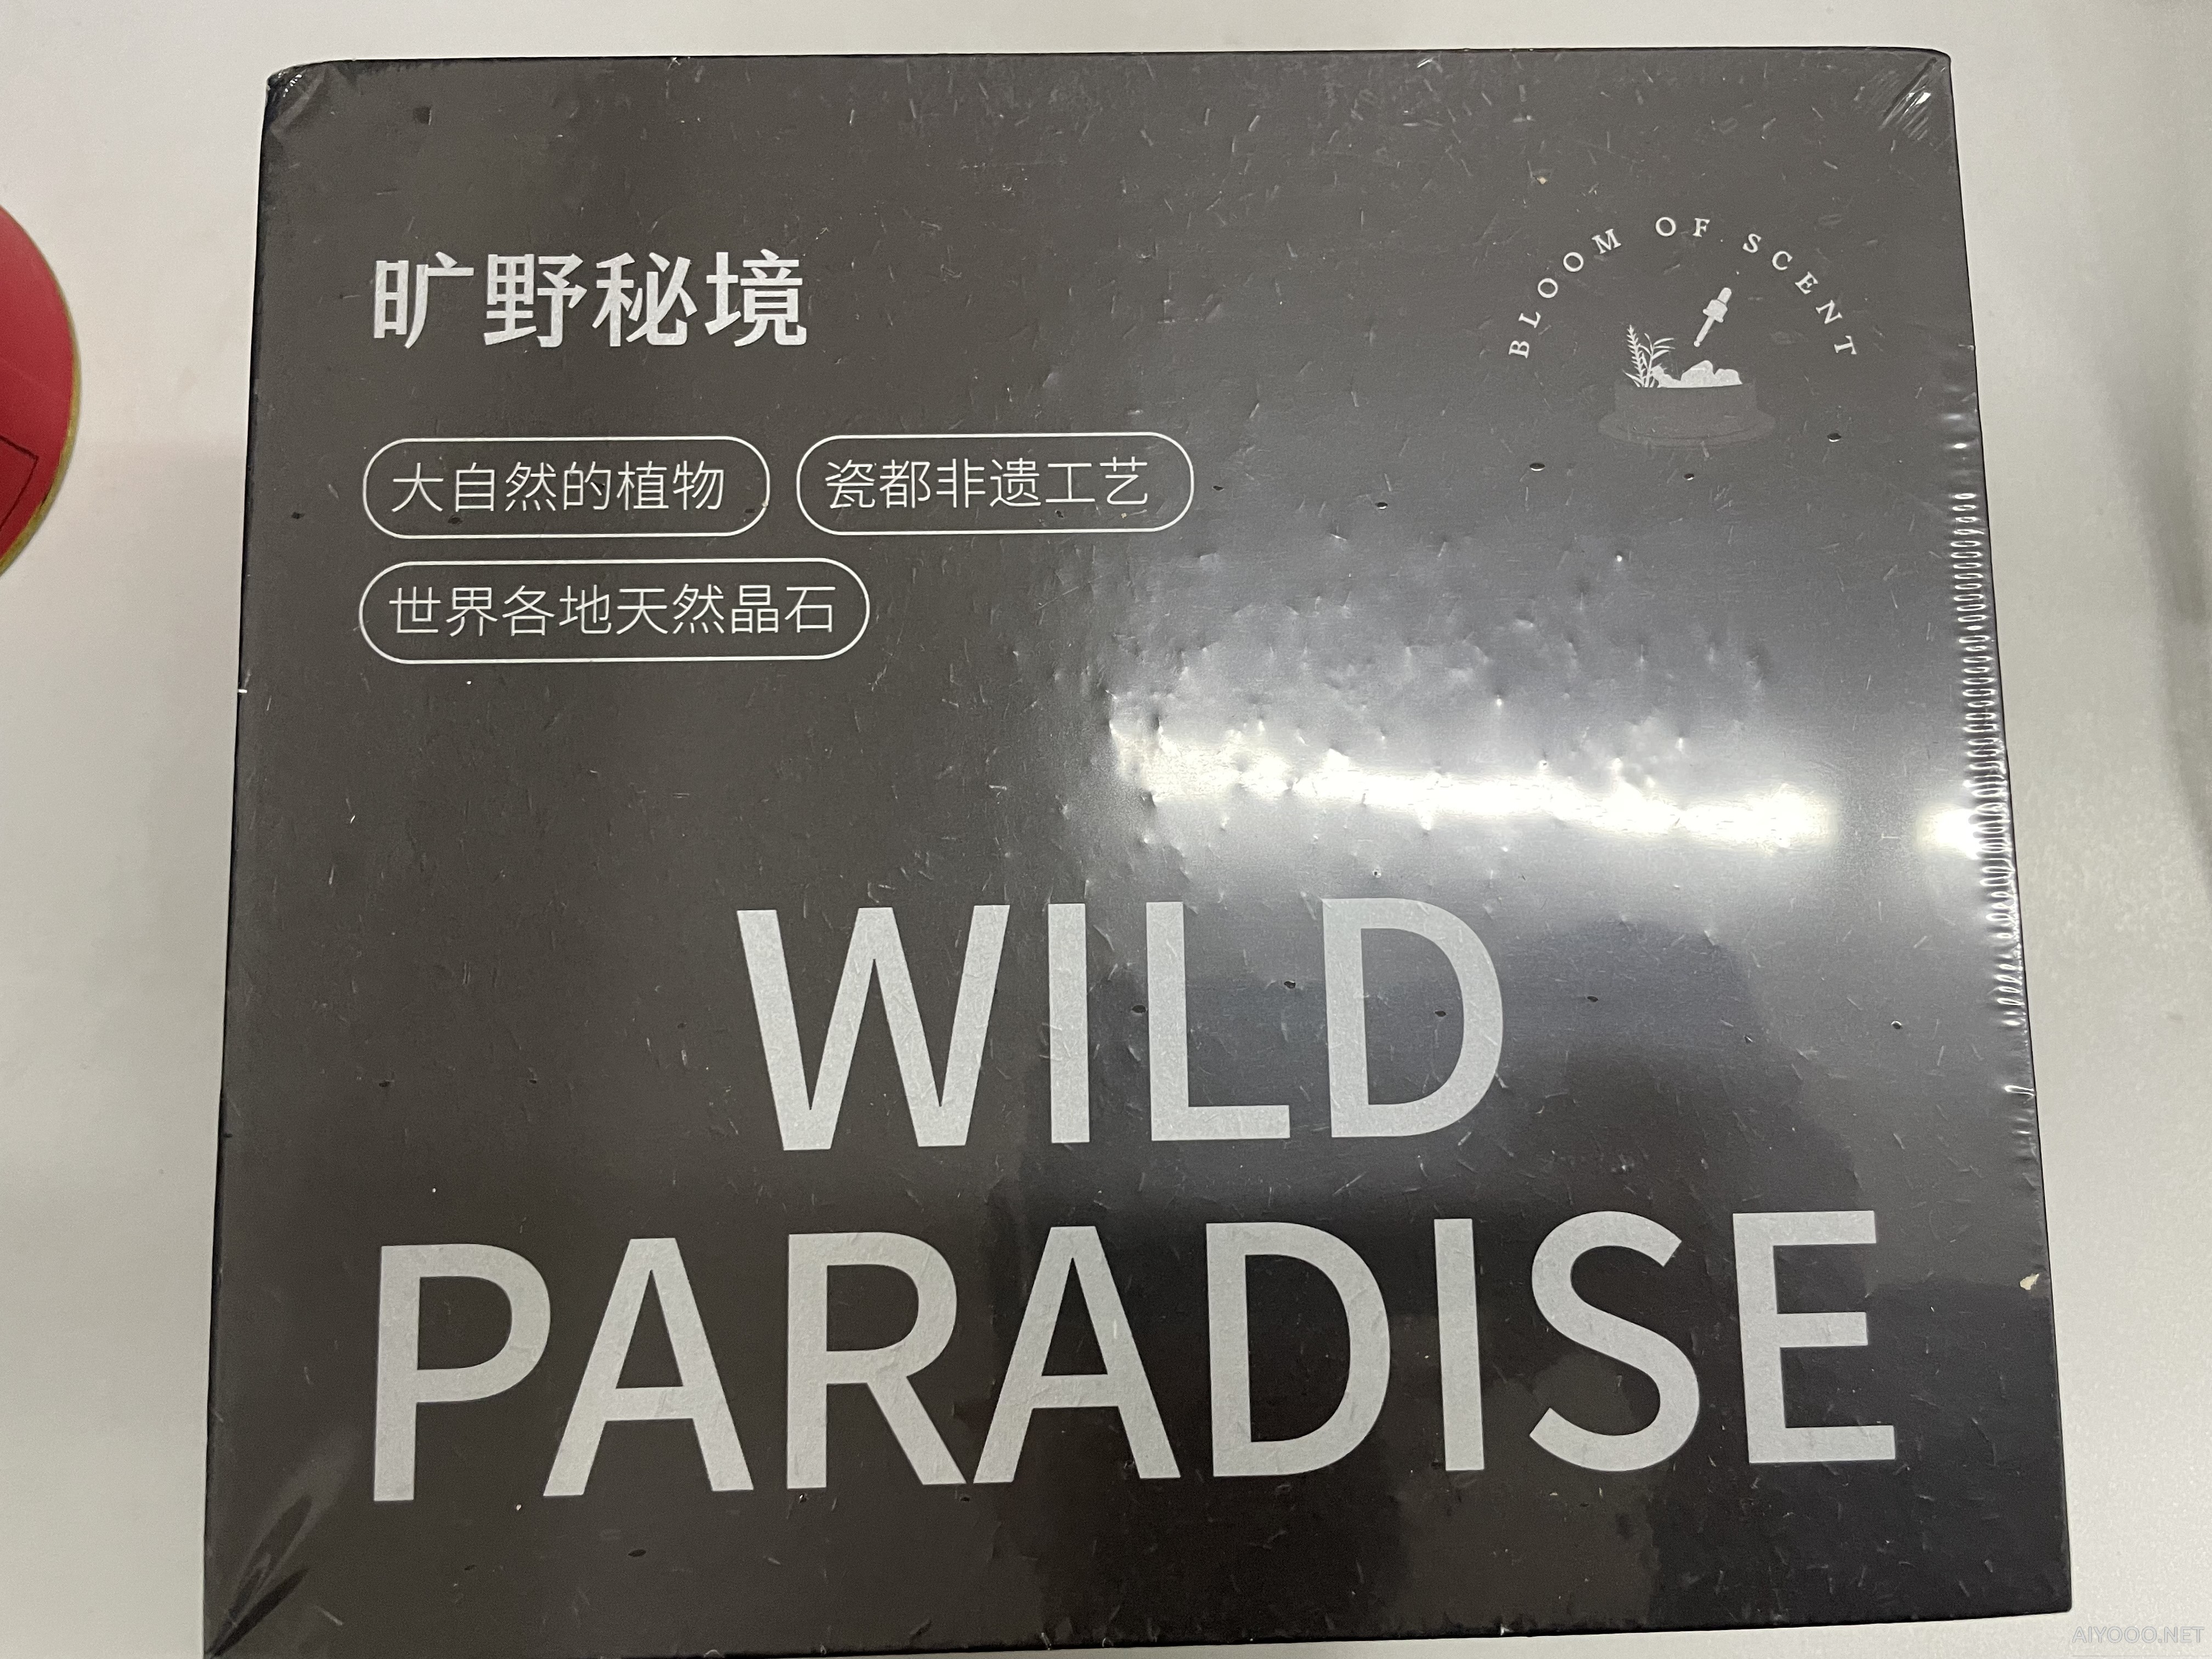 旷野秘境
BLOOM OF SCENT
大自然的植物 瓷都非遗工艺
世界各地天然晶石
WILD
PARADISE
AIYOOO.NET